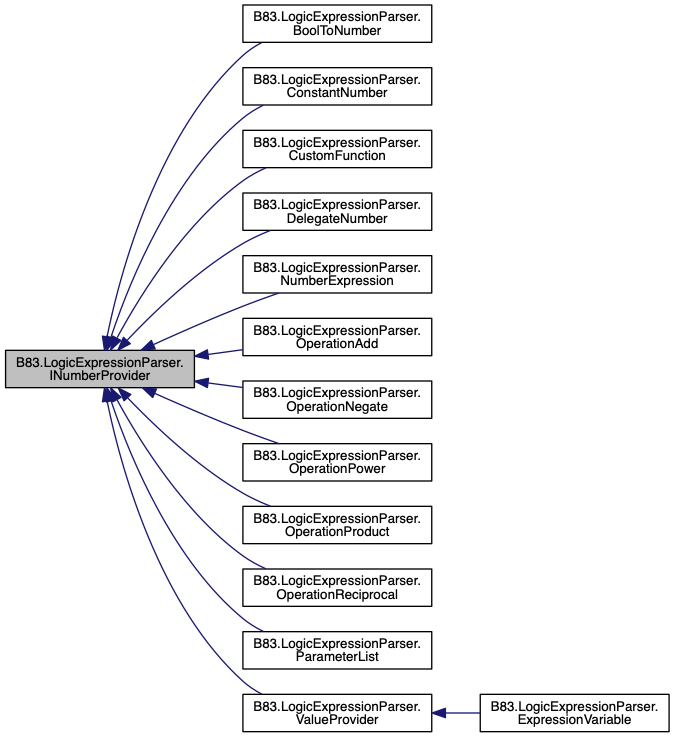 B83.LogicExpressionParser.
BoolToNumber
B83.LogicExpressionParser.
ConstantNumber
B83.LogicExpressionParser.
CustomFunction
B83.LogicExpressionParser.
DelegateNumber
B83.LogicExpressionParser.
NumberExpression
B83.LogicExpressionParser.
OperationAdd
B83.LogicExpressionParser.
INumberProvider
B83.LogicExpressionParser.
OperationNegate
B83.LogicExpressionParser.
OperationPower
B83.LogicExpressionParser.
OperationProduct
B83.LogicExpressionParser.
OperationReciprocal
B83.LogicExpressionParser.
ParameterList
B83.LogicExpressionParser.
ValueProvider
B83.LogicExpressionParser.
ExpressionVariable